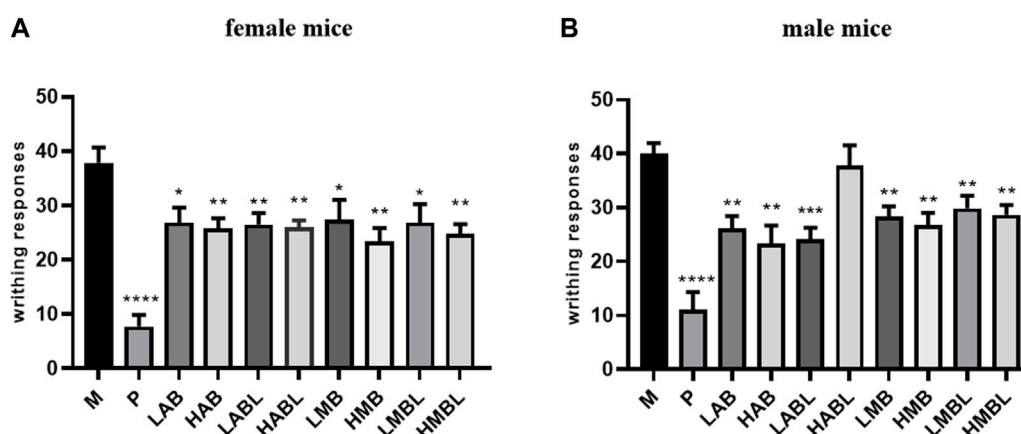 A
female mice
writhing responses
50
40
30
20
10
0
****
*
**
**
**
*
**
*
**
M
P
LAB
HAB
LABL
HABL
LMB
HMB
LMBL
HMBL
B
male mice
writhing responses
50
40
30
20
10
0
****
**
**
***
**
**
**
**
M
P
LAB
HAB
LABL
HABL
LMB
HMB
LMBL
HMBL